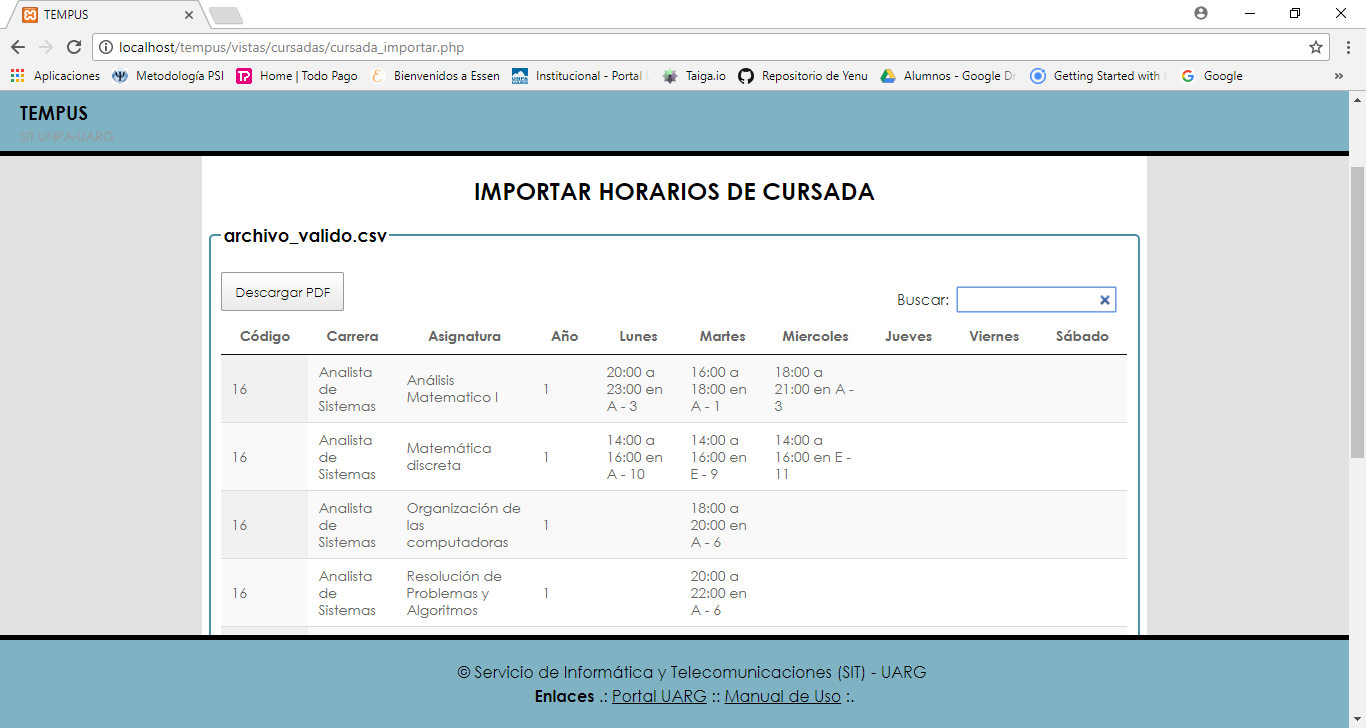 TEMPUS
localhost/tempus/vistas/cursadas/cursada_importar.php
Aplicaciones Metodología PSI Home | Todo Pago Bienvenidos a Essen Institucional - Portal Taiga.io Repositorio de Yenu Alumnos - Google Dr Getting Started with Google »
TEMPUS
SIT-UNPA-UARG
IMPORTAR HORARIOS DE CURSADA
archivo_valido.csv
Descargar PDF
Buscar:
Código Carrera Asignatura Año Lunes Martes Miercoles Jueves Viernes Sábado
Analista 20:00 a 16:00 a 18:00 a
16 de Análisis 1 23:00 en 18:00 en 21:00 en A -
Sistemas Matematico I A - 3 A - 1 3
Analista 14:00 a 14:00 a 14:00 a
16 de Matemática 1 16:00 en 16:00 en 16:00 en E -
Sistemas discreta A - 10 E - 9 11
Analista Organización de 18:00 a
16 de las 1 20:00 en
Sistemas computadoras A - 6
Analista Resolución de 20:00 a
16 de Problemas y 1 22:00 en
Sistemas Algoritmos A - 6
© Servicio de Informática y Telecomunicaciones (SIT) - UARG
Enlaces .: Portal UARG :: Manual de Uso :.